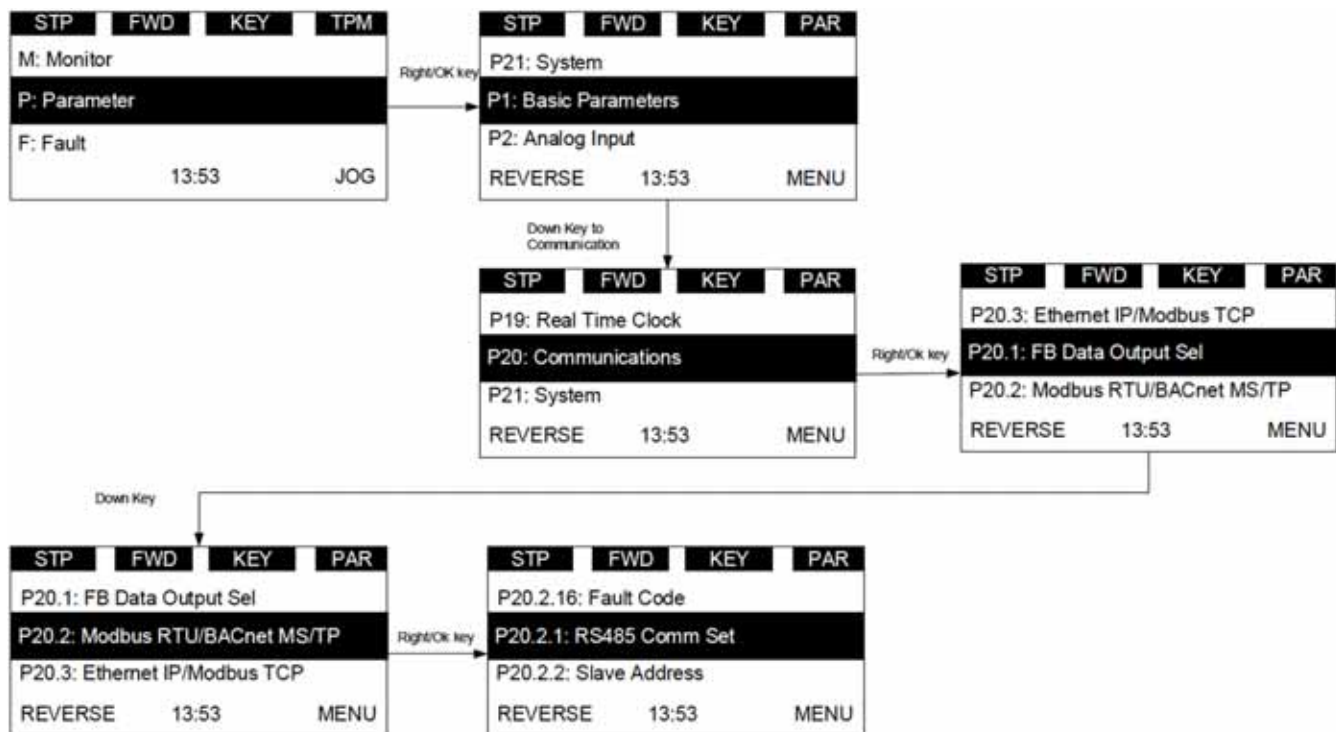 STP FWD KEY TPM
M: Monitor
P: Parameter
F: Fault
13:53 JOG
Right/OK key
STP FWD KEY PAR
P21: System
P1: Basic Parameters
P2: Analog Input
REVERSE 13:53 MENU
Down Key to
Communication
STP FWD KEY PAR
P19: Real Time Clock
P20: Communications
P21: System
REVERSE 13:53 MENU
Right/Ok key
STP FWD KEY PAR
P20.3: Ethernet IP/Modbus TCP
P20.1: FB Data Output Sel
P20.2: Modbus RTU/BACnet MS/TP
REVERSE 13:53 MENU
Down Key
STP FWD KEY PAR
P20.1: FB Data Output Sel
P20.2: Modbus RTU/BACnet MS/TP
P20.3: Ethernet IP/Modbus TCP
REVERSE 13:53 MENU
Right/Ok key
STP FWD KEY PAR
P20.2.16: Fault Code
P20.2.1: RS485 Comm Set
P20.2.2: Slave Address
REVERSE 13:53 MENU